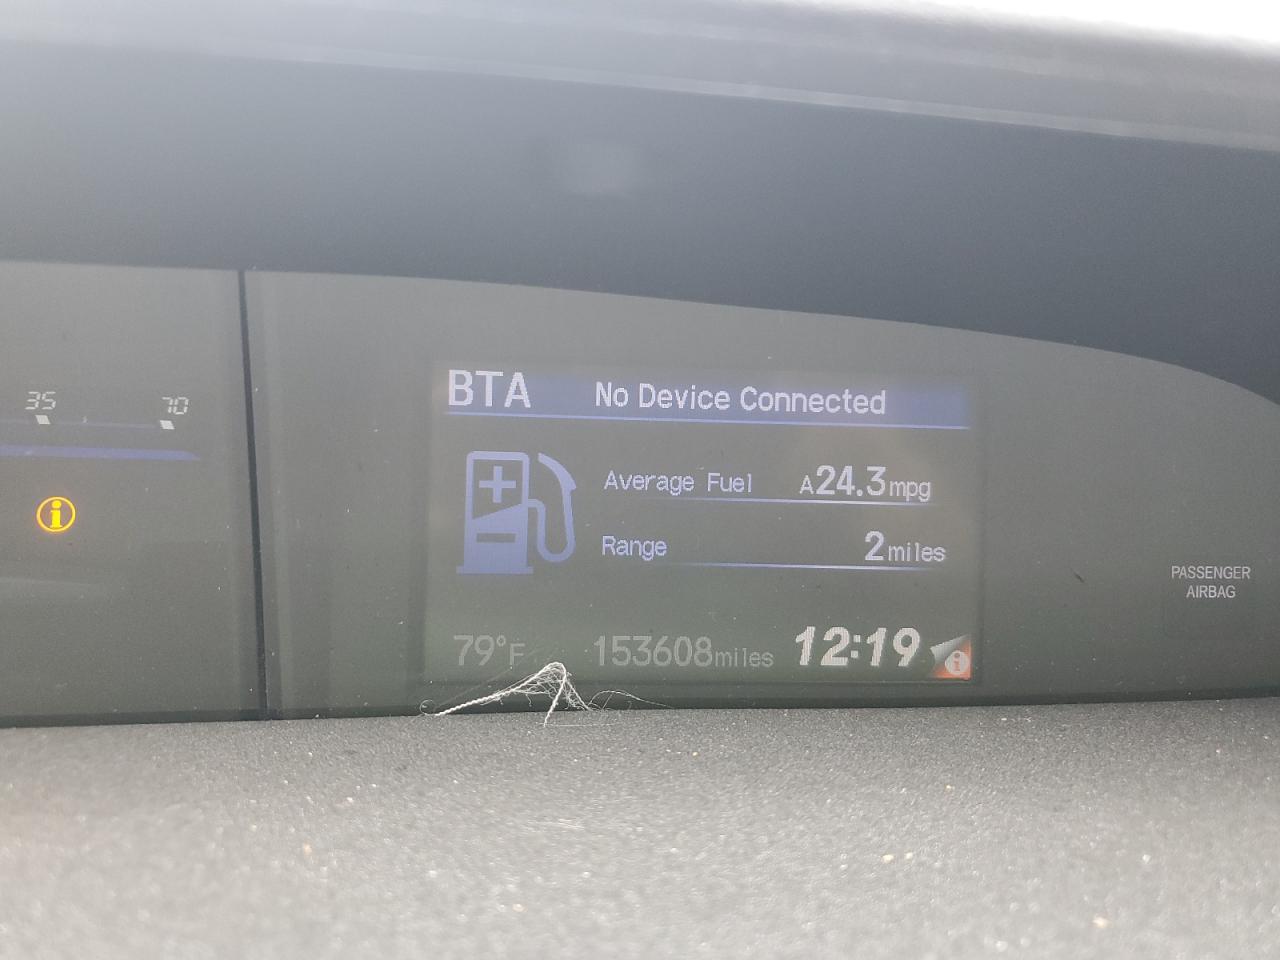 35 70
BTA No Device Connected
Average Fuel A24.3mpg
Range 2miles
PASSENGER
AIRBAG
79°F 153608miles 12:19